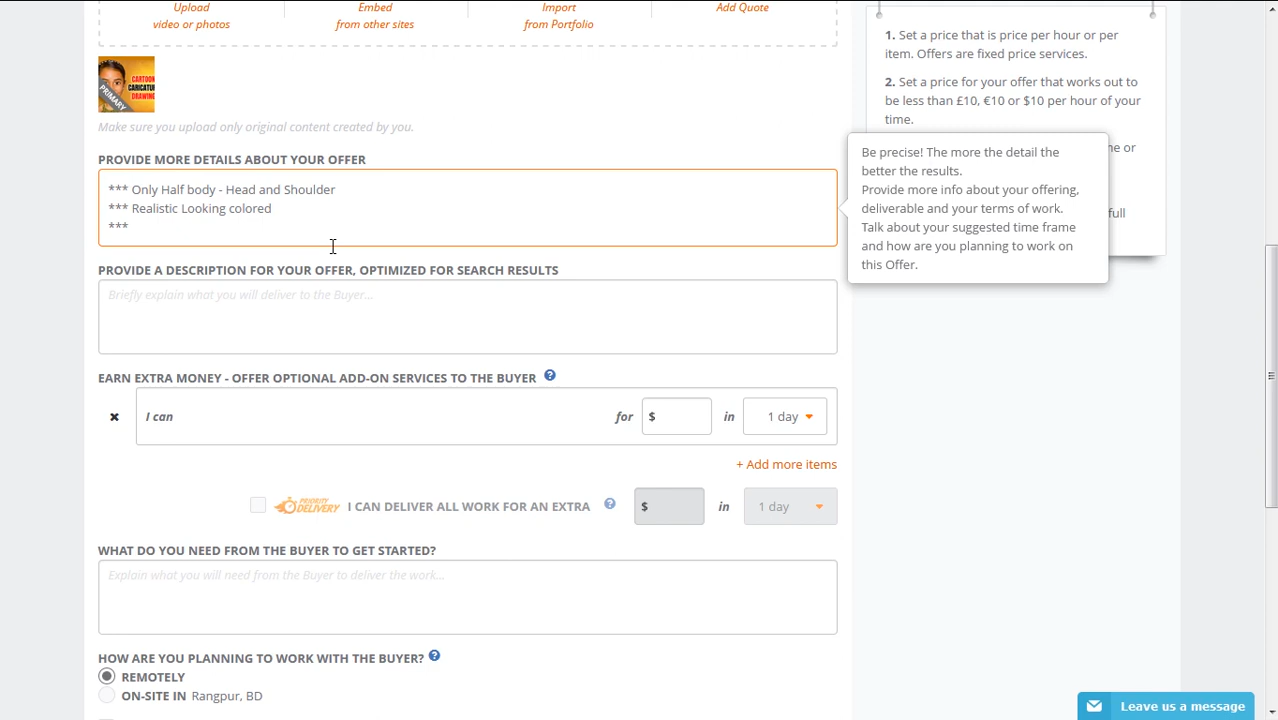 Upload
video or photos
Embed
from other sites
Import
from Portfolio
Add Quote
1. Set a price that is price per hour or per
item. Offers are fixed price services.
2. Set a price for your offer that works out to
be less than £10, €10 or $10 per hour of your
time.
CARTOON
DRAWING
PRIMARY
Make sure you upload only original content created by you.
PROVIDE MORE DETAILS ABOUT YOUR OFFER
*** Only Half body - Head and Shoulder
*** Realistic Looking colored
***
Be precise! The more the detail the
better the results.
Provide more info about your offering,
deliverable and your terms of work.
Talk about your suggested time frame
and how are you planning to work on
this Offer.
PROVIDE A DESCRIPTION FOR YOUR OFFER, OPTIMIZED FOR SEARCH RESULTS
Briefly explain what you will deliver to the Buyer...
EARN EXTRA MONEY - OFFER OPTIONAL ADD-ON SERVICES TO THE BUYER ?
✖ I can for $ in 1 day
+ Add more items
PRIORITY DELIVERY I CAN DELIVER ALL WORK FOR AN EXTRA ? $ in 1 day
WHAT DO YOU NEED FROM THE BUYER TO GET STARTED?
Explain what you will need from the Buyer to deliver the work...
HOW ARE YOU PLANNING TO WORK WITH THE BUYER? ?
REMOTELY
ON-SITE IN Rangpur, BD
Leave us a message